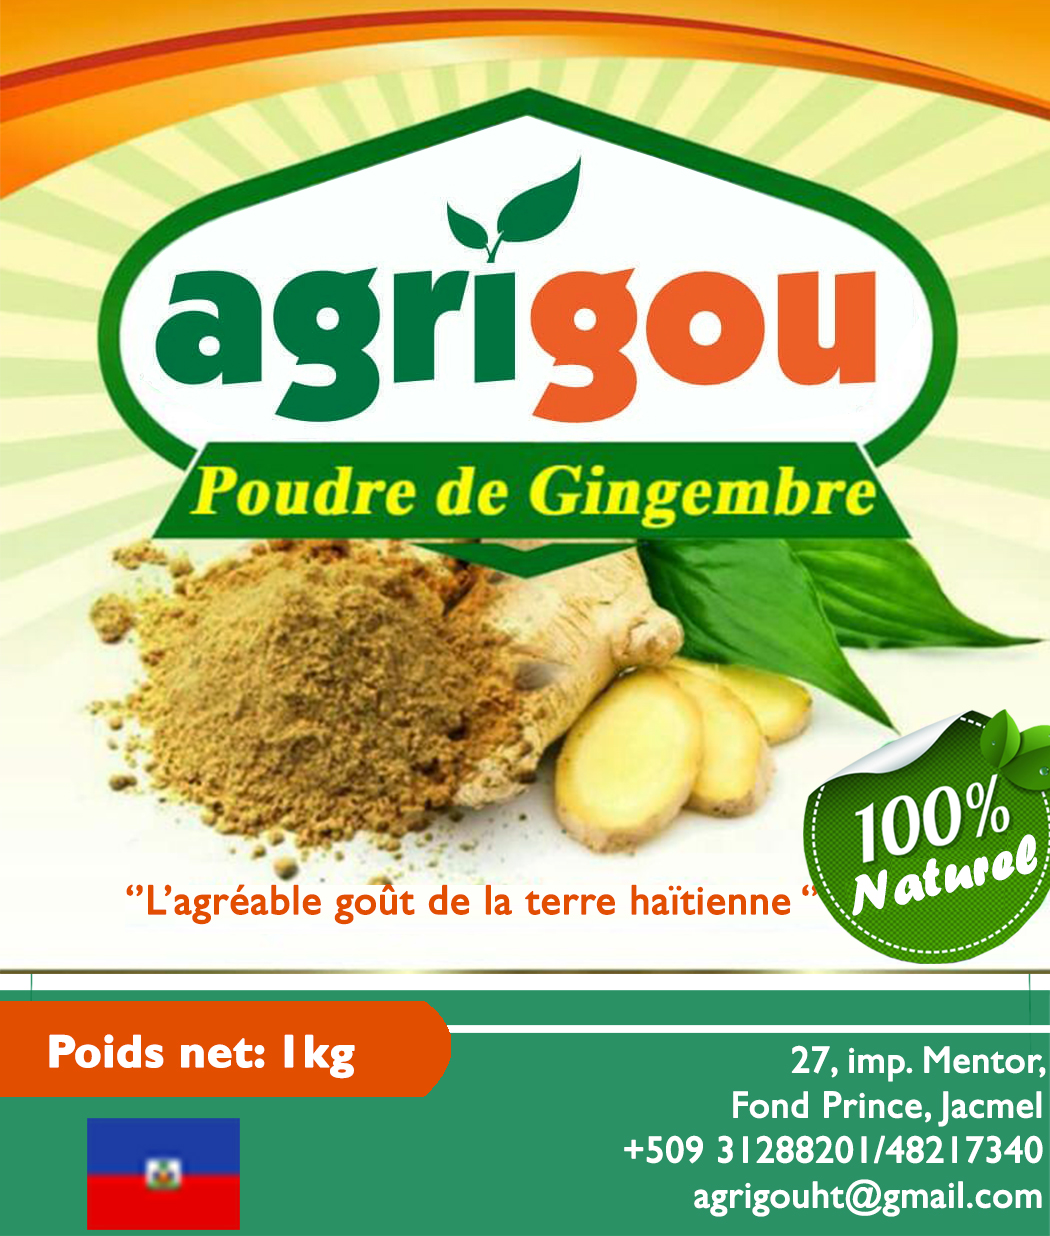 agrigou
Poudre de Gingembre
100%
Naturel
‘’L’agréable goût de la terre haïtienne ‘’
Poids net: 1kg
27, imp. Mentor,
Fond Prince, Jacmel
+509 31288201/48217340
agrigouht@gmail.com